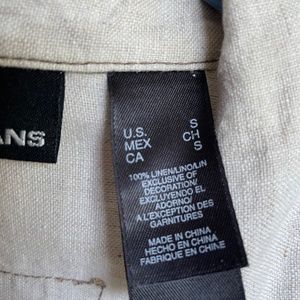 ANS
U.S. S
MEX CH
CA S
100% LINEN/LINO/LIN
EXCLUSIVE OF
DECORATION/
EXCLUYENDO EL
ADORNO/
A L'EXCEPTION DES
GARNITURES
MADE IN CHINA
HECHO EN CHINA
FABRIQUE EN CHINE